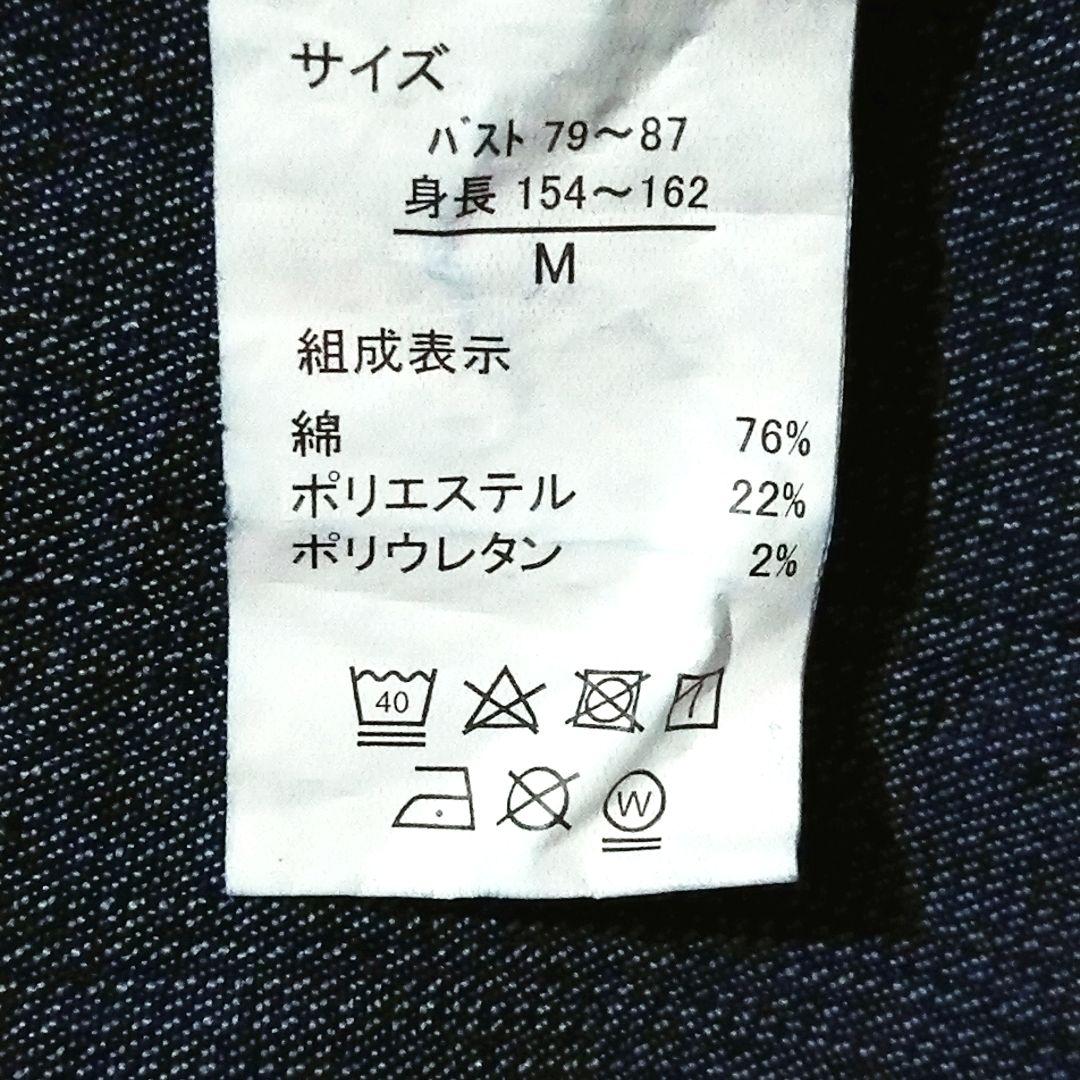 サイズ
バスト 79～87
身長 154～162
M
組成表示
綿 76%
ポリエステル 22%
ポリウレタン 2%
40
W